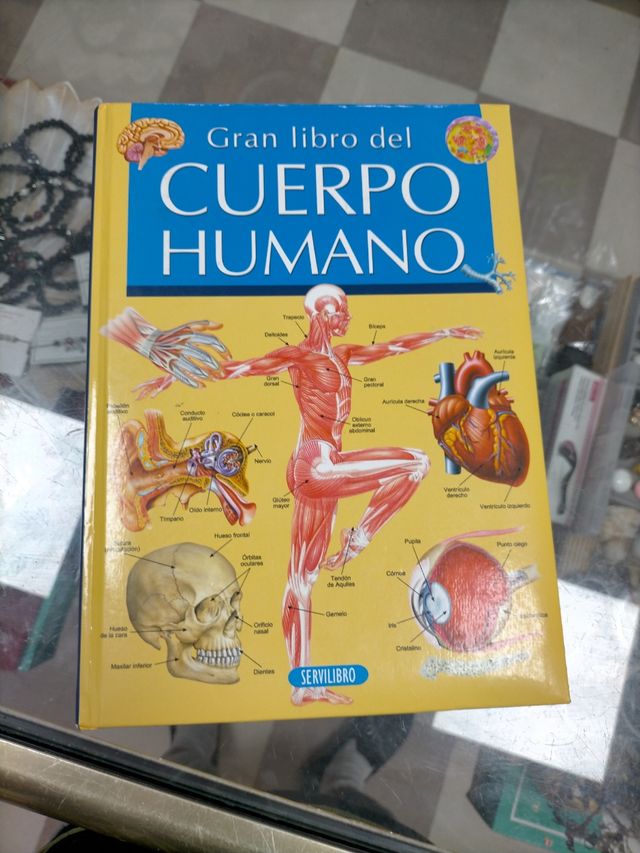 Gran libro del
CUERPO
HUMANO
Trapecio
Deltoides
Bíceps
Gran
dorsal
Gran
pectoral
Oblicuo
externo
abdominal
Glúteo
mayor
Tendón
de Aquiles
Gemelo
Aurícula
izquierda
Aurícula derecha
Ventrículo
derecho
Ventrículo izquierdo
auditivo
Conducto
auditivo
Cóclea o caracol
Nervio
Oído interno
Tímpano
Hueso frontal
Órbitas
oculares
Hueso
de la cara
Orificio
nasal
Maxilar inferior
Dientes
Pupila
Punto ciego
Córnea
Iris
Cristalino
SERVILIBRO